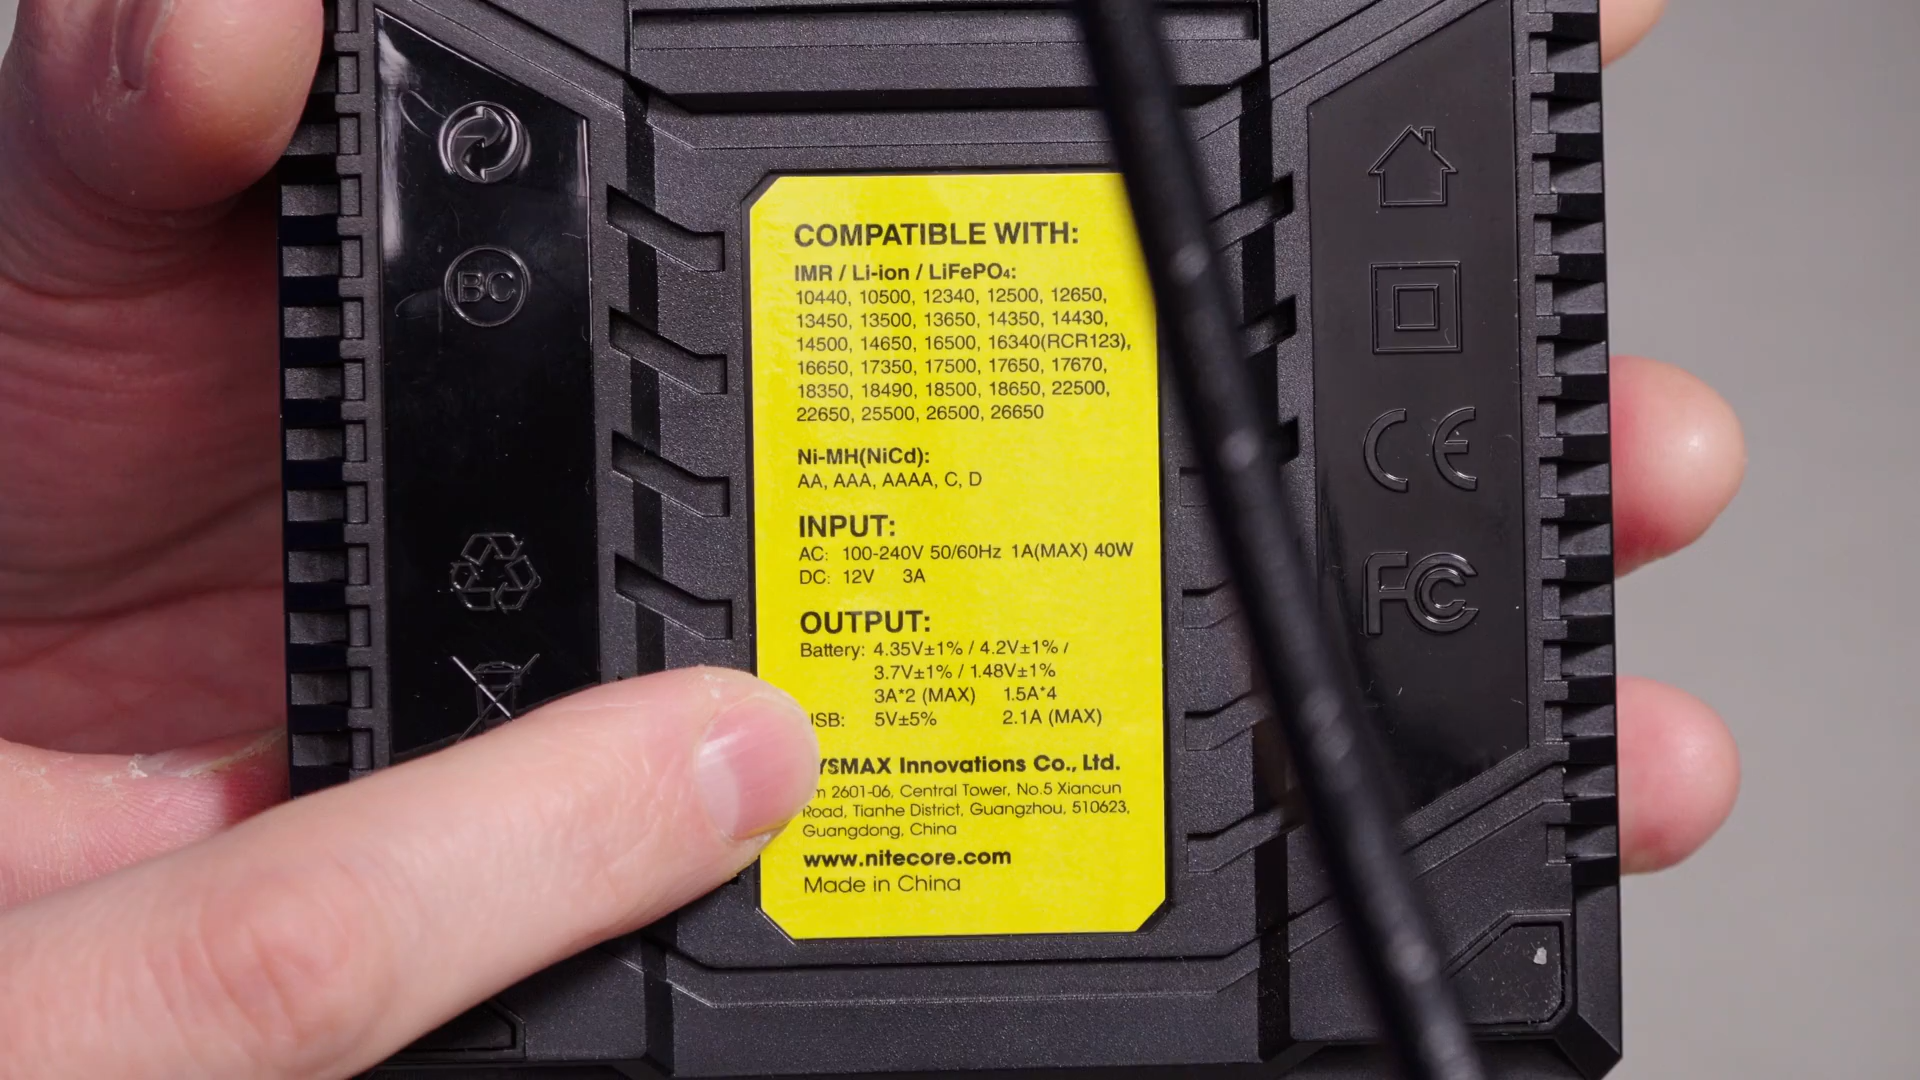 COMPATIBLE WITH:
IMR / Li-ion / LiFePO₄:
10440, 10500, 12340, 12500, 12650,
13450, 13500, 13650, 14350, 14430,
14500, 14650, 16500, 16340(RCR123),
16650, 17350, 17500, 17650, 17670,
18350, 18490, 18500, 18650, 22500,
22650, 25500, 26500, 26650
Ni-MH(NiCd):
AA, AAA, AAAA, C, D
INPUT:
AC: 100-240V 50/60Hz 1A(MAX) 40W
DC: 12V 3A
OUTPUT:
Battery: 4.35V±1% / 4.2V±1% /
3.7V±1% / 1.48V±1%
3A*2 (MAX) 1.5A*4
5V±5% 2.1A (MAX)
Innovations Co., Ltd.
2601-06, Central Tower, No.5 Xiancun
Road, Tianhe District, Guangzhou, 510623,
Guangdong, China
www.nitecore.com
Made in China
BC
CE
FC